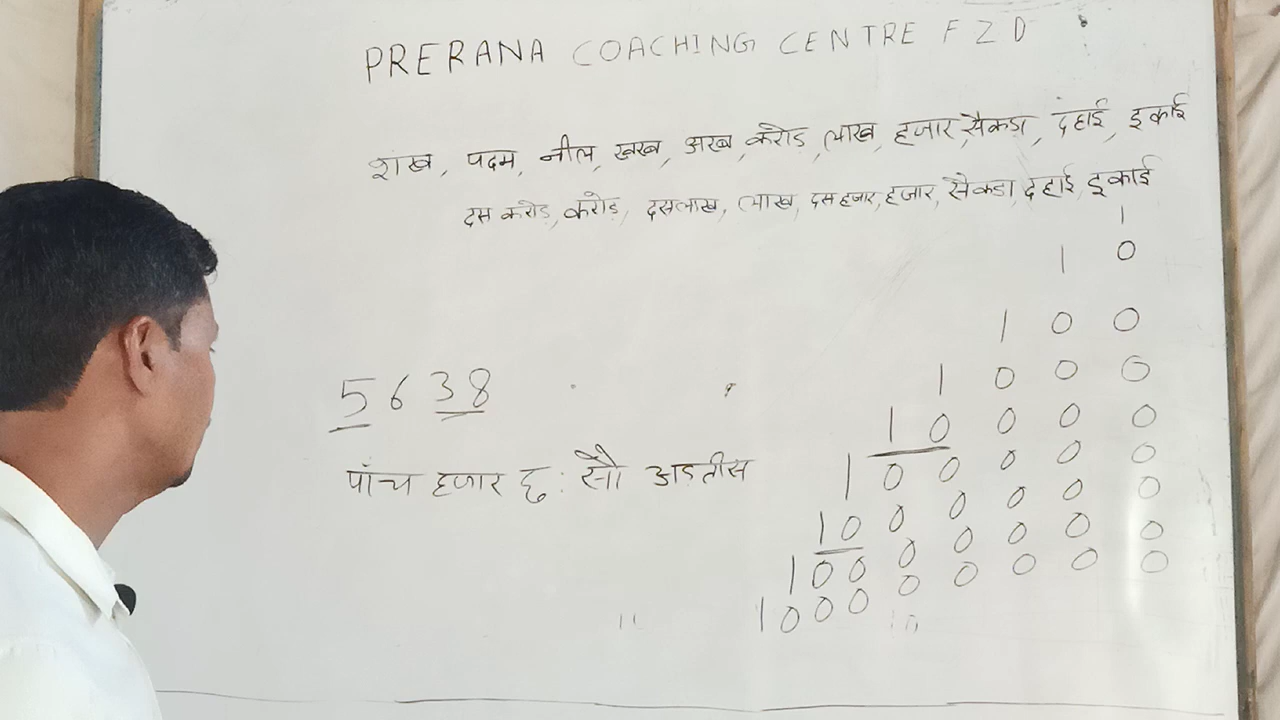 PRERANA COACHING CENTRE FZD
शंख, पदम, नील, खरब, अरब, करोड़, लाख, हजार, सैकडा, दहाई, इकाई
दस करोड़, करोड़, दसलाख, लाख, दस हजार, हजार, सैकडा, दहाई, इकाई
1
1 0
1 0 0
1 0 0 0
1 0 0 0 0
1 0 0 0 0 0
1 0 0 0 0 0 0
1 0 0 0 0 0 0 0
1 0 0 0 0 0 0 0 0
5638
पाँच हजार छ: सौ अड़तीस